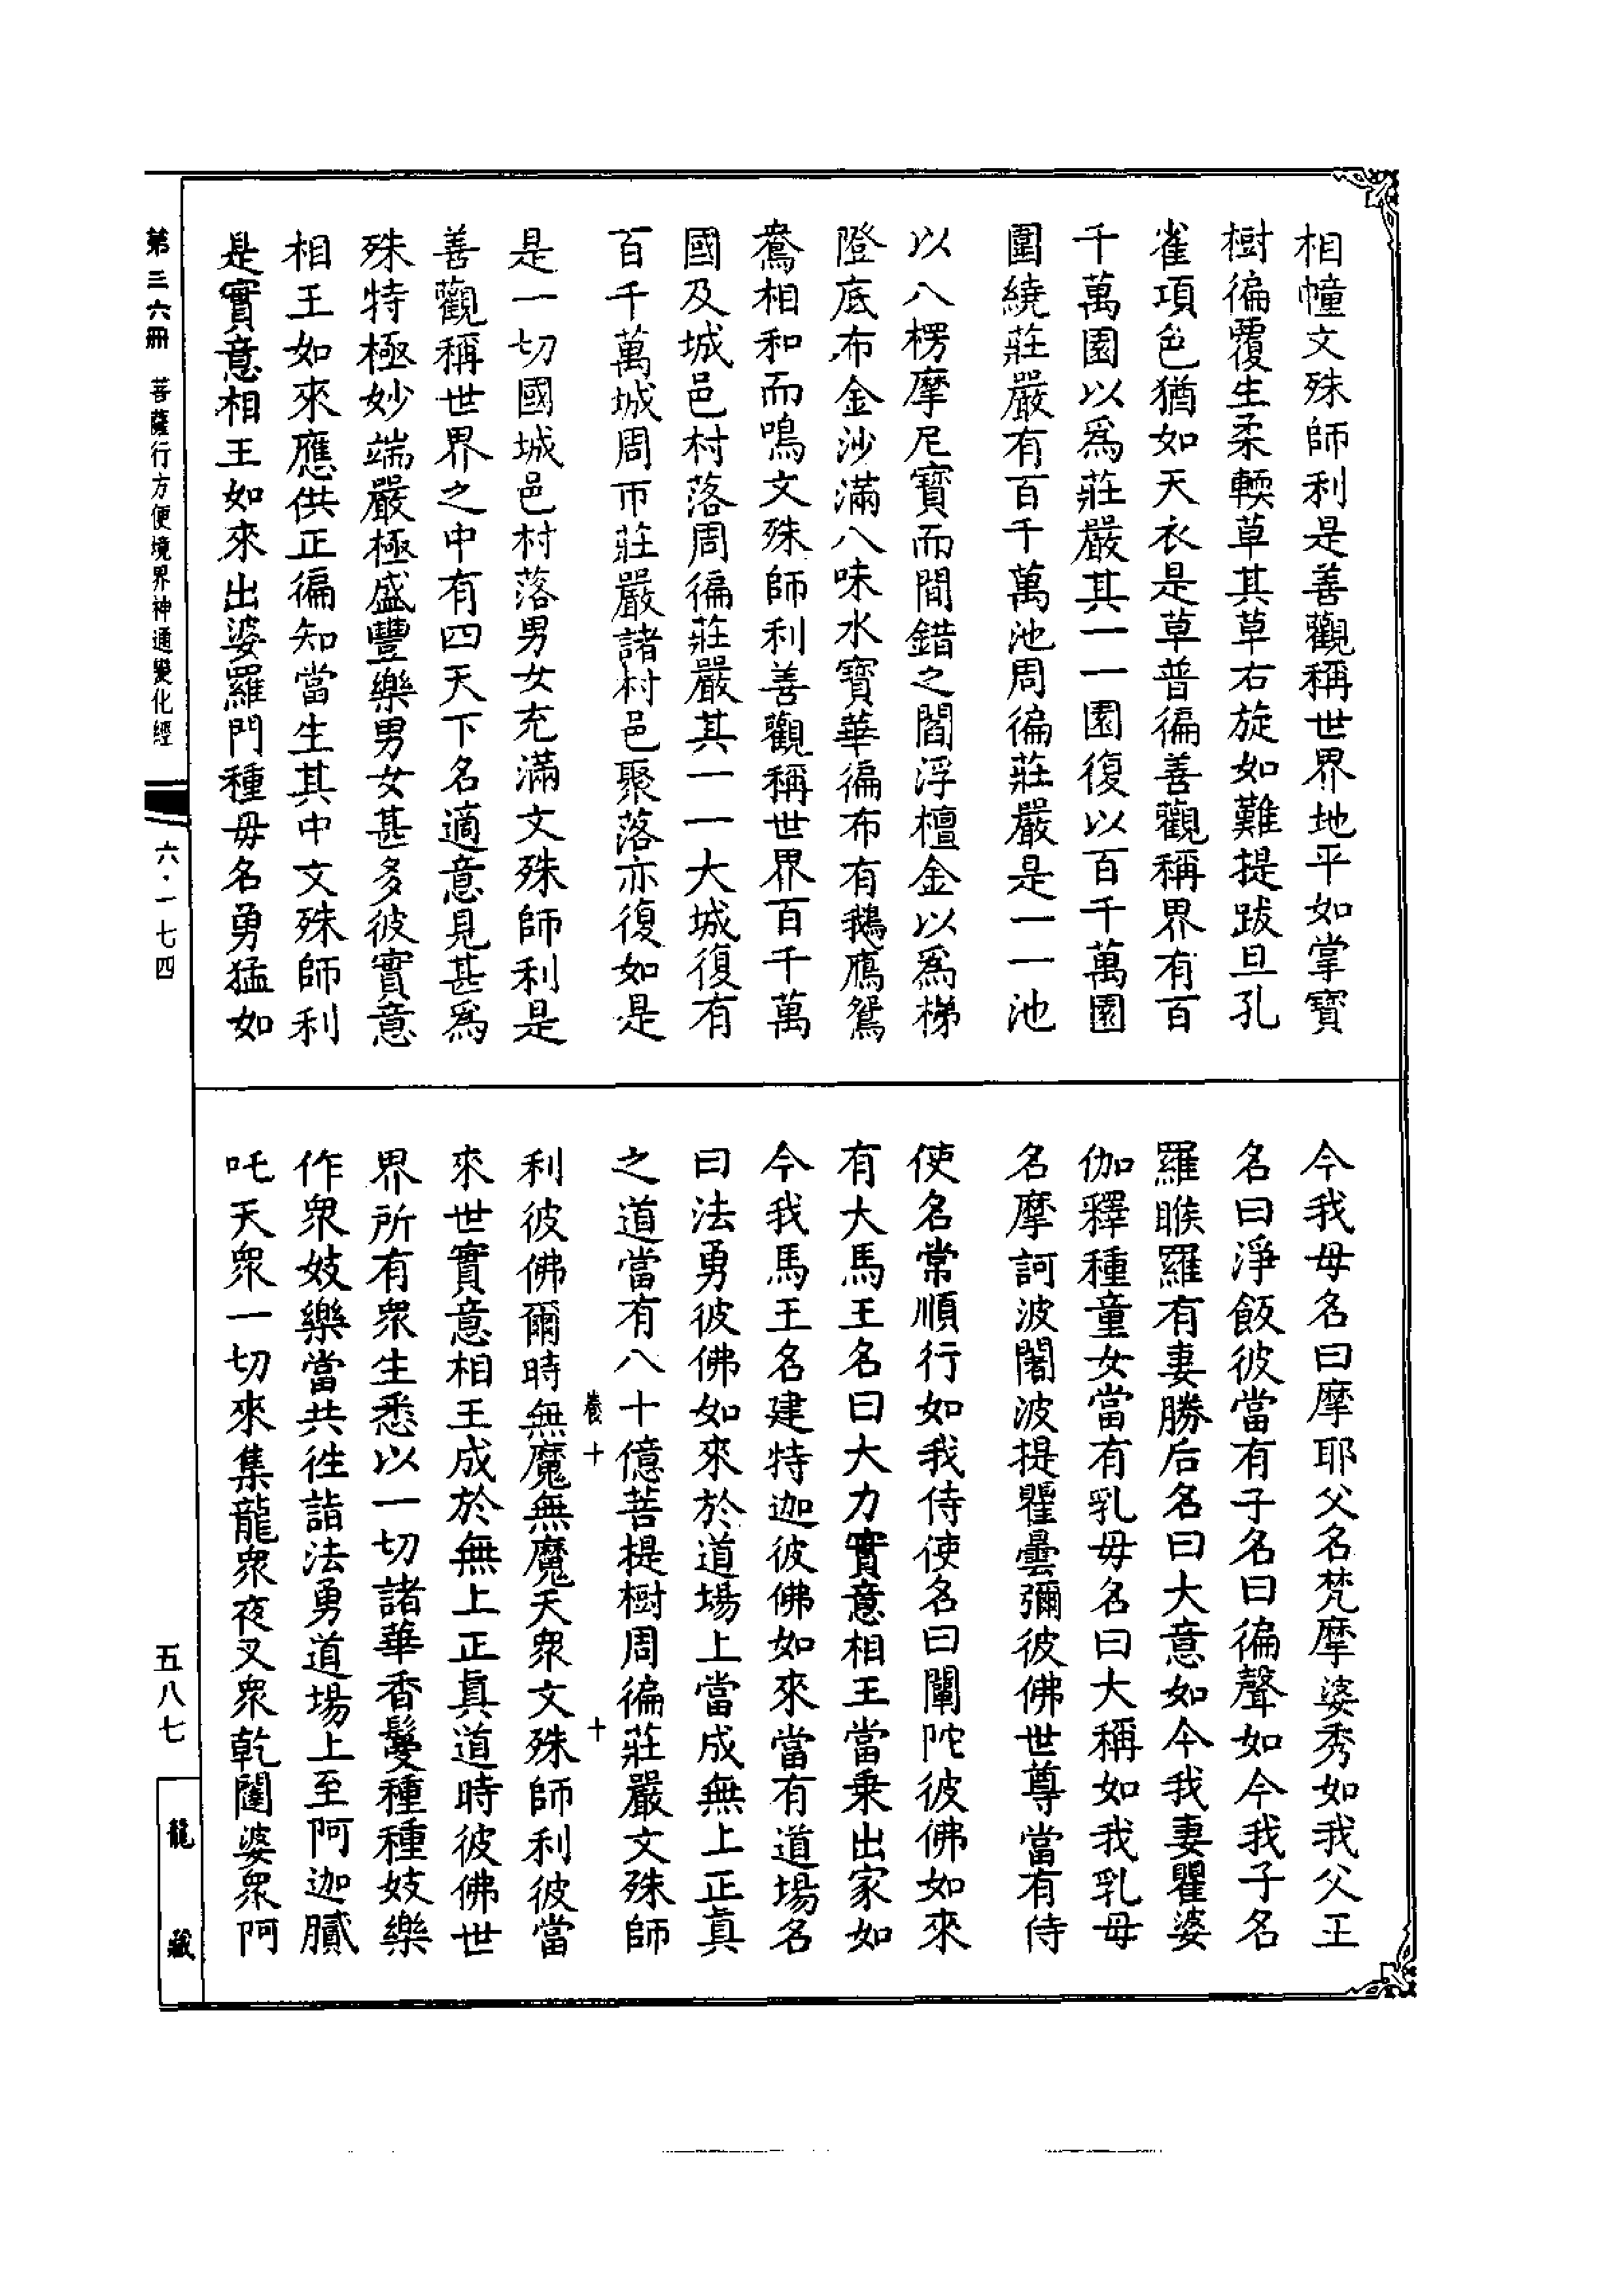 相幢文殊師利是善觀稱世界地平如掌寶
樹徧覆生柔輭草其草右旋如難提跋旦孔
雀項色猶如天衣是草普徧善觀稱界有百
千萬園以爲莊嚴其一一園復以百千萬園
圍繞莊嚴有百千萬池周徧莊嚴是一一池
以八楞摩尼寶而間錯之閻浮檀金以爲梯
隥底布金沙滿八味水寶華徧布有鵝鴈鴛
鴦相和而鳴文殊師利善觀稱世界百千萬
國及城邑村落周徧莊嚴其一一大城復有
百千萬城周帀莊嚴諸村邑聚落亦復如是
是一切國城邑村落男女充滿文殊師利是
善觀稱世界之中有四天下名適意見甚爲
殊特極妙端嚴極盛豐樂男女甚多彼實意
相王如來應供正徧知當生其中文殊師利
是實意相王如來出婆羅門種母名勇猛如
今我母名曰摩耶父名梵摩婆秀如我父王
名曰淨飯彼當有子名曰徧聲如今我子名
羅睺羅有妻勝后名曰大意如今我妻瞿婆
伽釋種童女當有乳母名曰大稱如我乳母
名摩訶波闍波提瞿曇彌彼佛世尊當有侍
使名常順行如我侍使名曰闡陀彼佛如來
有大馬王名曰大力實意相王當乗出家如
今我馬王名建特迦彼佛如來當有道場名
曰法勇彼佛如來於道場上當成無上正真
之道當有八十億菩提樹周徧莊嚴文殊師
卷十
十
利彼佛爾時無魔無魔天衆文殊師利彼當
來世實意相王成於無上正真道時彼佛世
界所有衆生悉以一切諸華香鬘種種妓樂
作衆妓樂當共往詣法勇道場上至阿迦膩
吒天衆一切來集龍衆夜叉衆乾闥婆衆阿
第三六冊
菩薩行方便境界神通變化經
六·一七四
五八七
龍藏